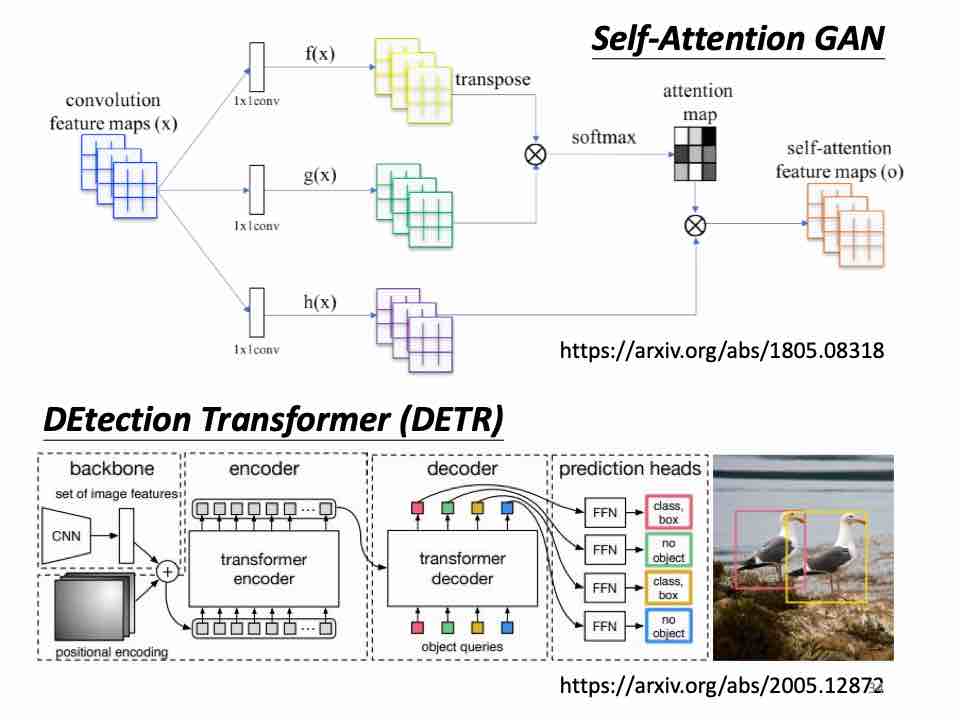 Self-Attention GAN
convolution
feature maps (x)
f(x)
1x1conv
transpose
g(x)
1x1conv
h(x)
1x1conv
softmax
attention
map
self-attention
feature maps (o)
https://arxiv.org/abs/1805.08318
DEtection Transformer (DETR)
backbone
set of image features
CNN
positional encoding
encoder
transformer
encoder
decoder
transformer
decoder
object queries
prediction heads
FFN
class,
box
FFN
no
object
FFN
class,
box
FFN
no
object
https://arxiv.org/abs/2005.12872